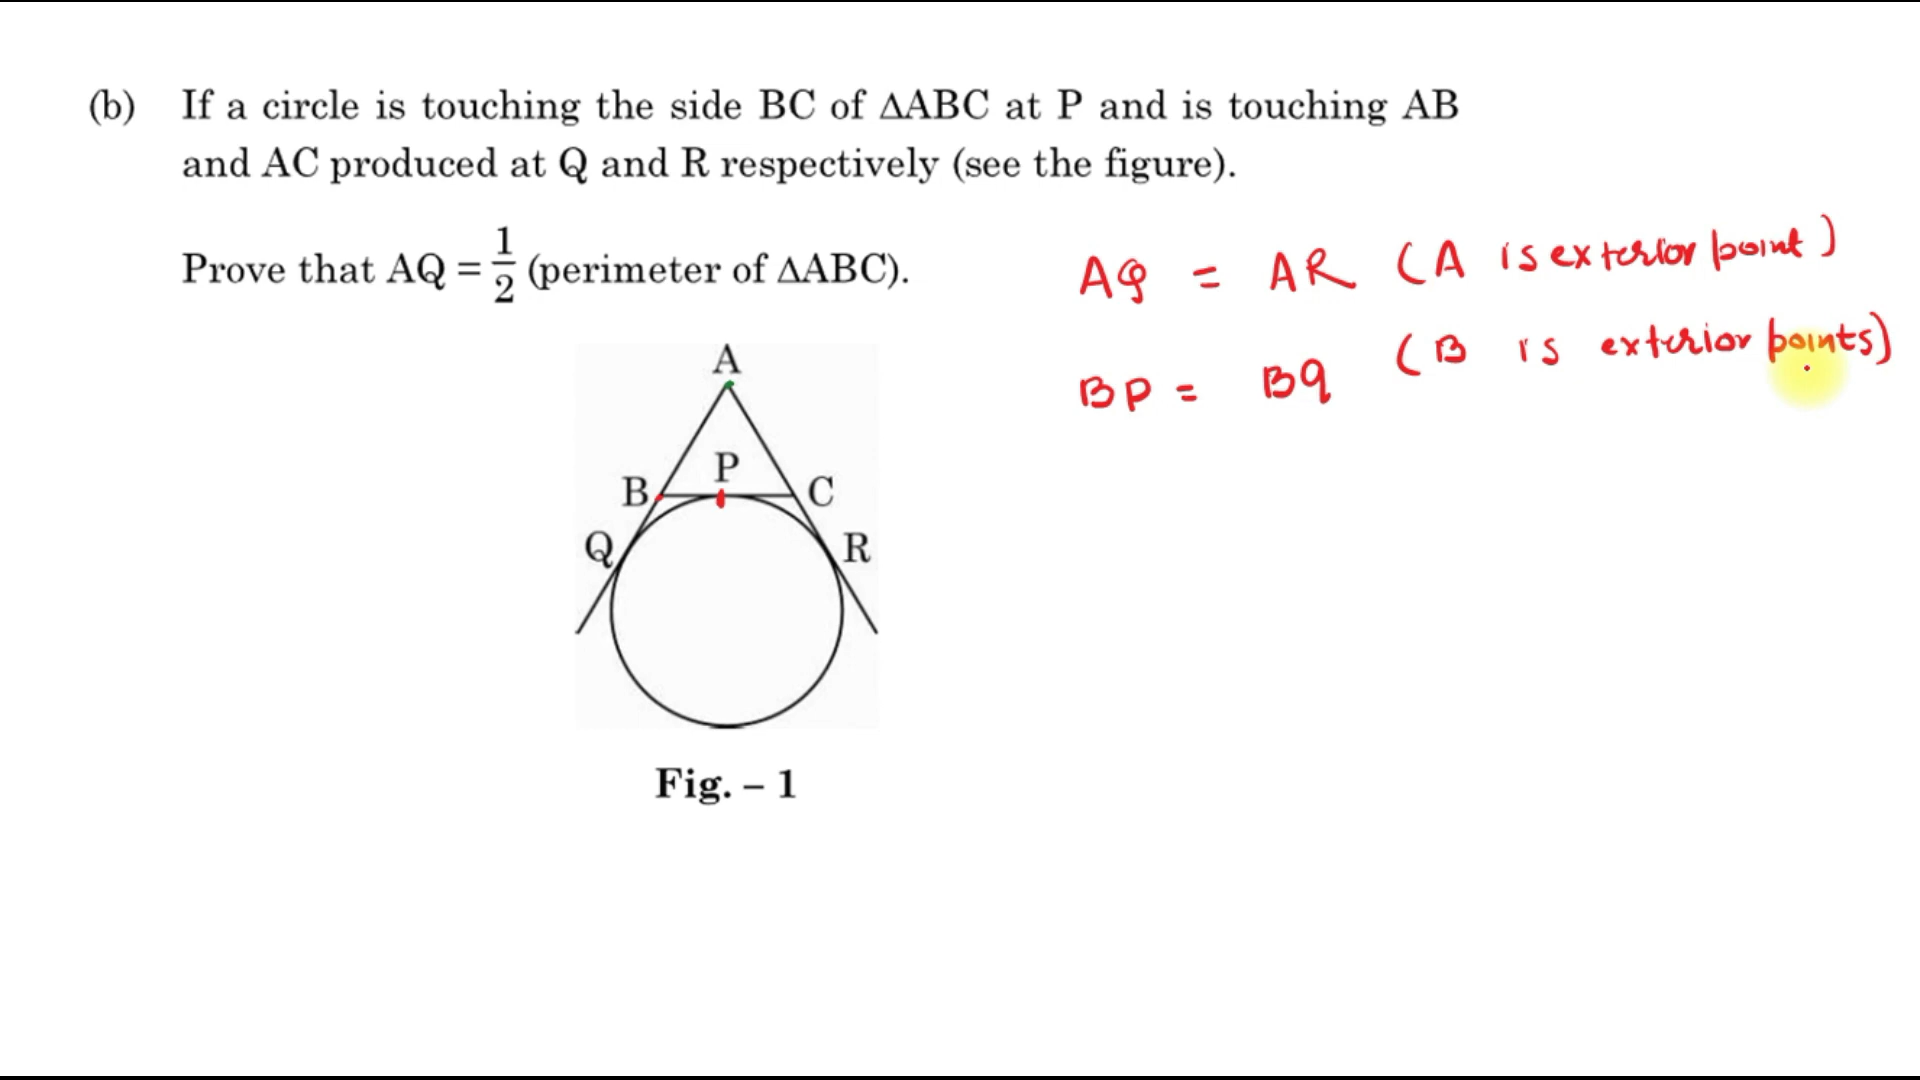 (b) If a circle is touching the side BC of ΔABC at P and is touching AB
and AC produced at Q and R respectively (see the figure).
Prove that AQ = 1/2 (perimeter of ΔABC).
AQ = AR (A is exterior point)
BP = BQ (B is exterior points)
A
P
B C
Q R
Fig. – 1